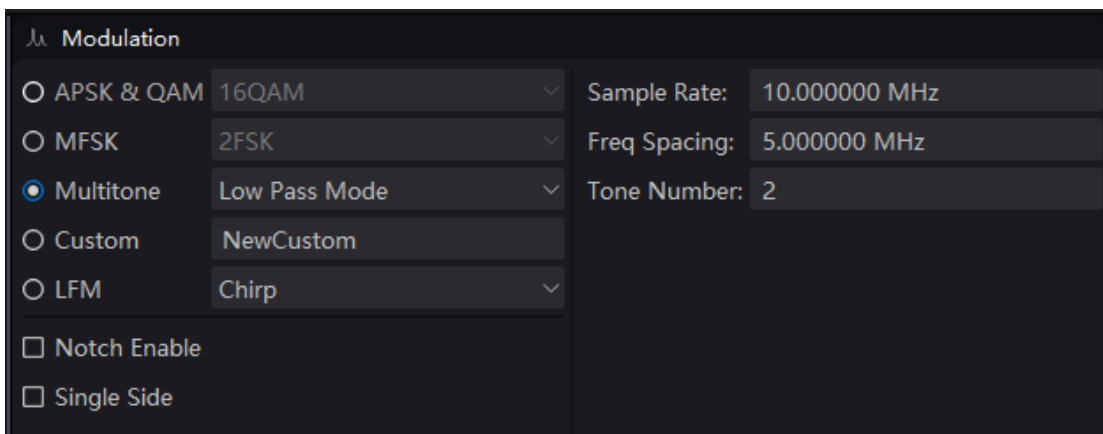 Modulation
APSK & QAM 16QAM
MFSK 2FSK
Multitone Low Pass Mode
Custom NewCustom
LFM Chirp
Notch Enable
Single Side
Sample Rate: 10.000000 MHz
Freq Spacing: 5.000000 MHz
Tone Number: 2